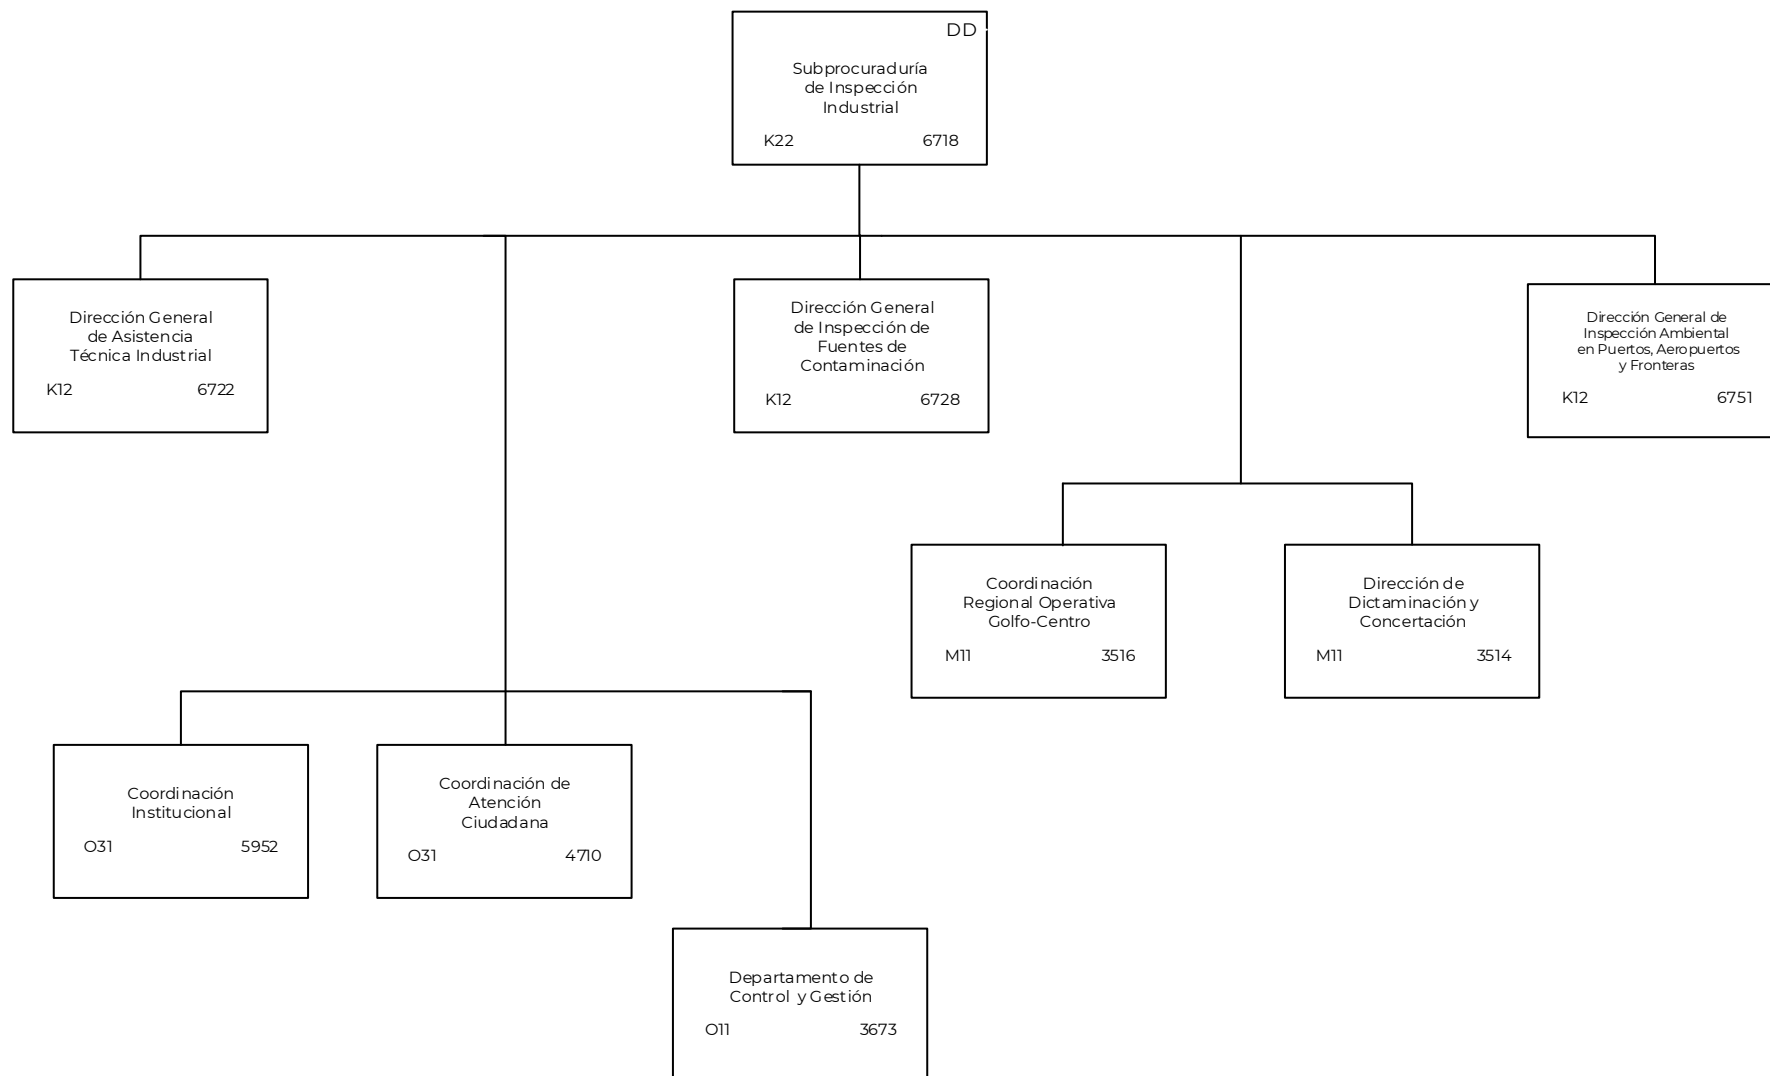 DD
Subprocuraduría
de Inspección
Industrial
K22 6718
Dirección General
de Asistencia
Técnica Industrial
K12 6722
Dirección General
de Inspección de
Fuentes de
Contaminación
K12 6728
Dirección General de
Inspección Ambiental
en Puertos, Aeropuertos
y Fronteras
K12 6751
Coordinación
Regional Operativa
Golfo-Centro
M11 3516
Dirección de
Dictaminación y
Concertación
M11 3514
Coordinación
Institucional
O31 5952
Coordinación de
Atención
Ciudadana
O31 4710
Departamento de
Control y Gestión
O11 3673